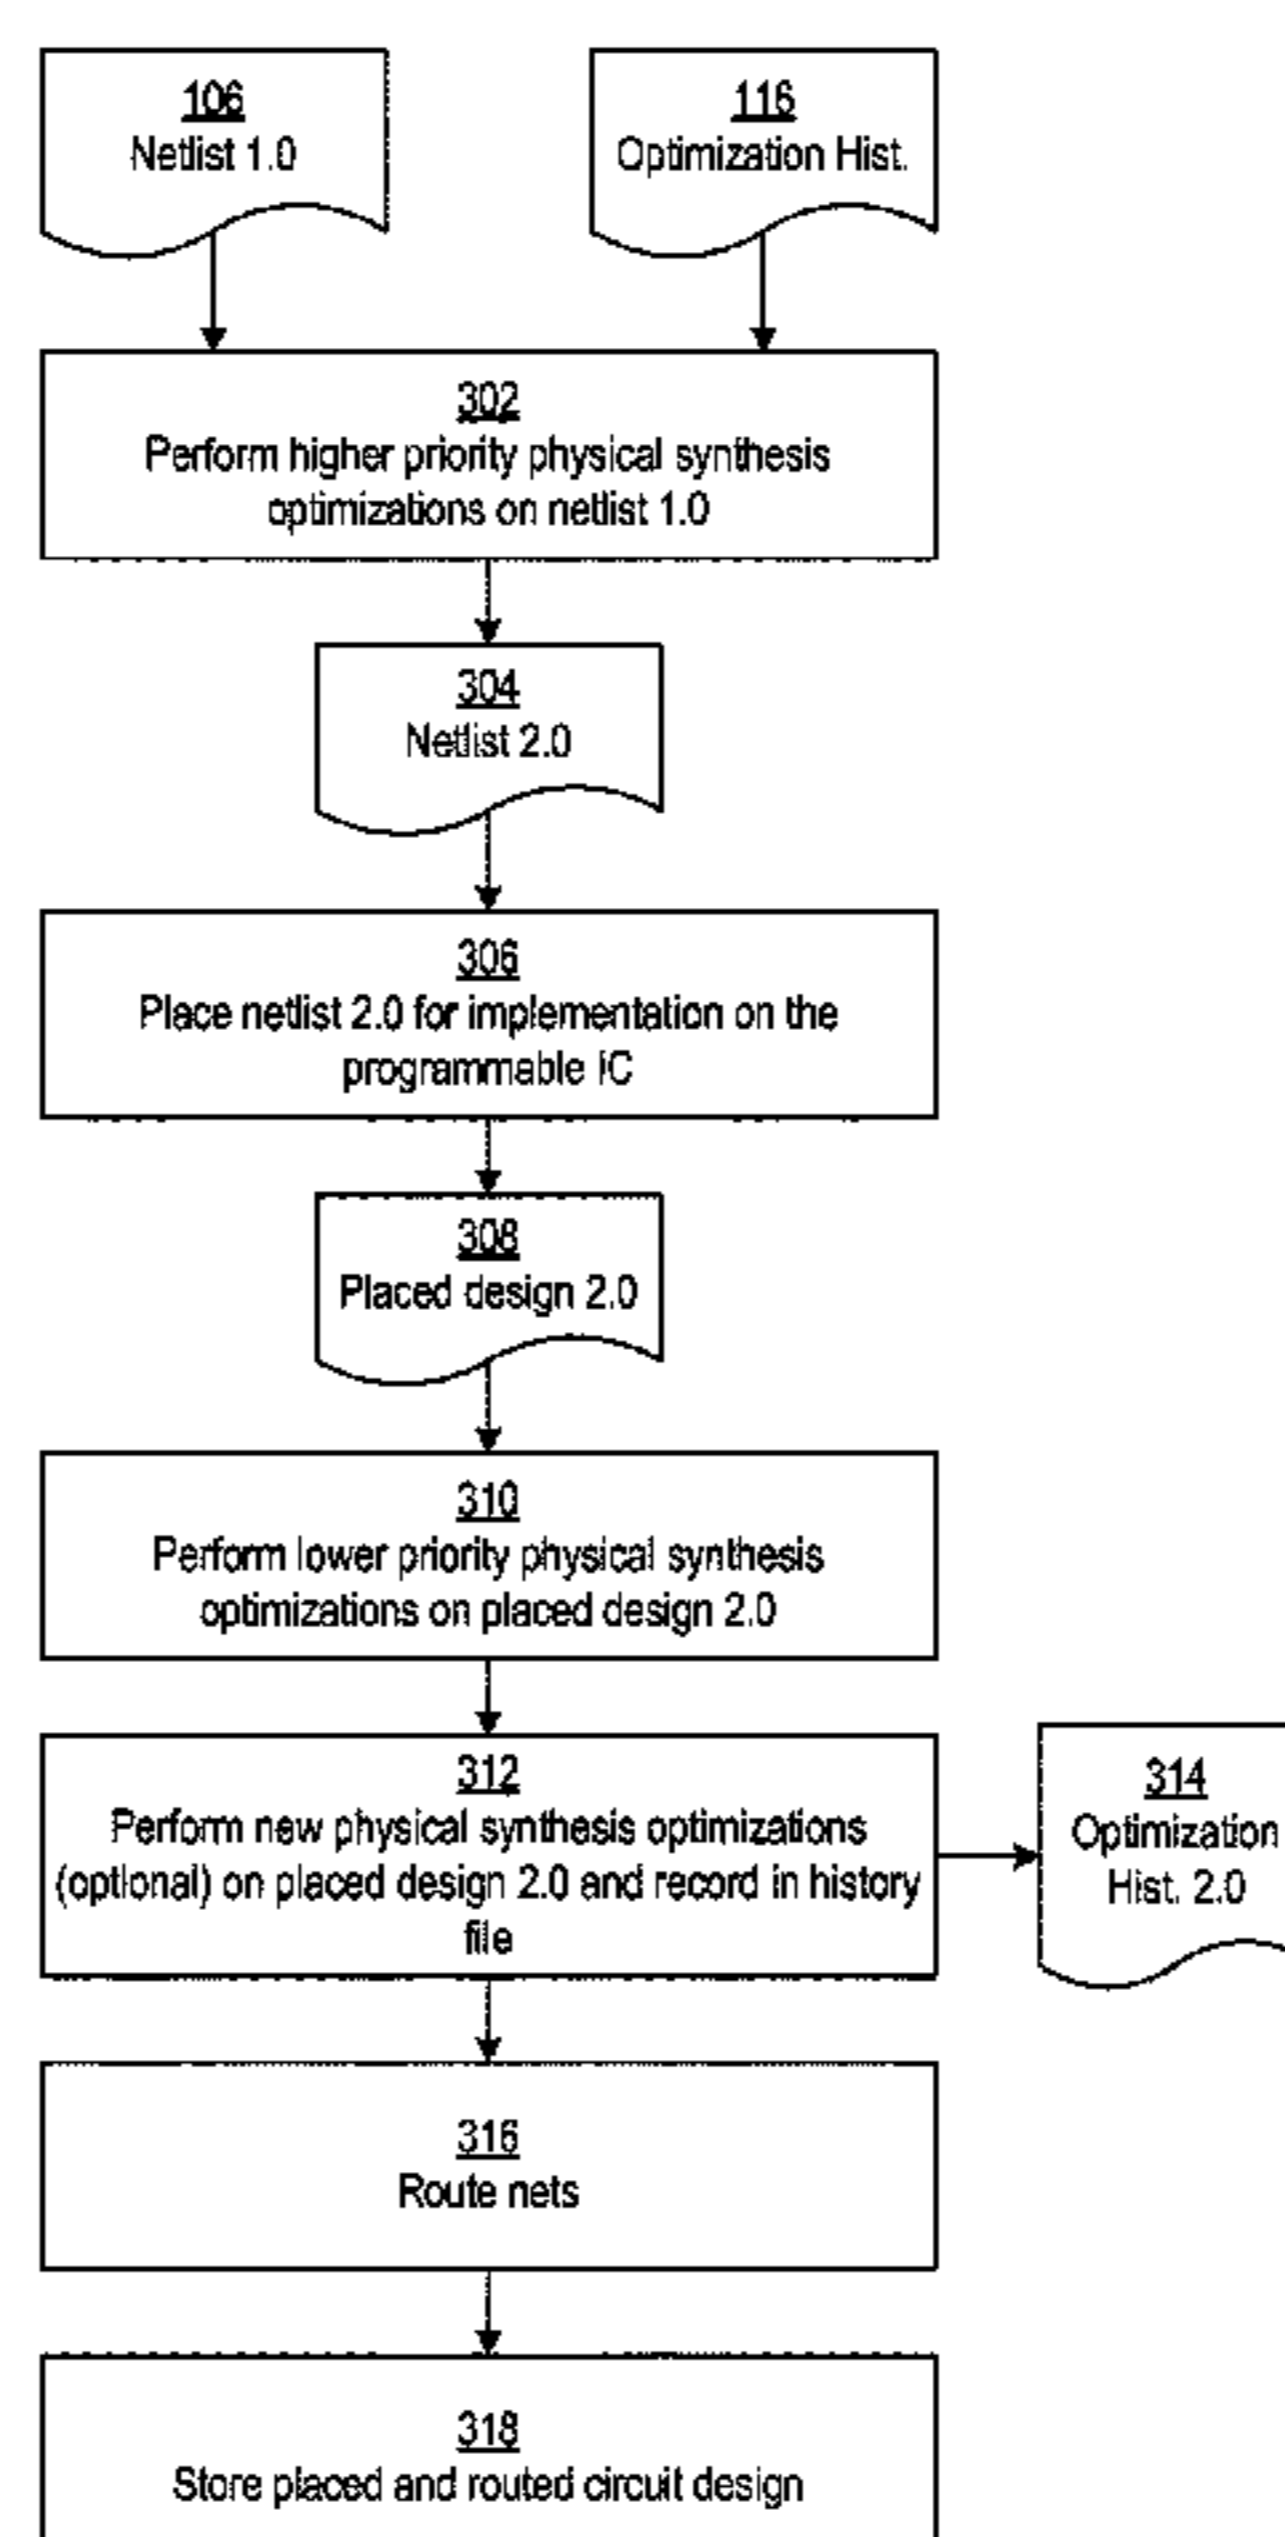 106
Netlist 1.0
116
Optimization Hist.
302
Perform higher priority physical synthesis
optimizations on netlist 1.0
304
Netlist 2.0
306
Place netlist 2.0 for implementation on the
programmable IC
308
Placed design 2.0
310
Perform lower priority physical synthesis
optimizations on placed design 2.0
312
Perform new physical synthesis optimizations
(optional) on placed design 2.0 and record in history
file
314
Optimization
Hist. 2.0
316
Route nets
318
Store placed and routed circuit design